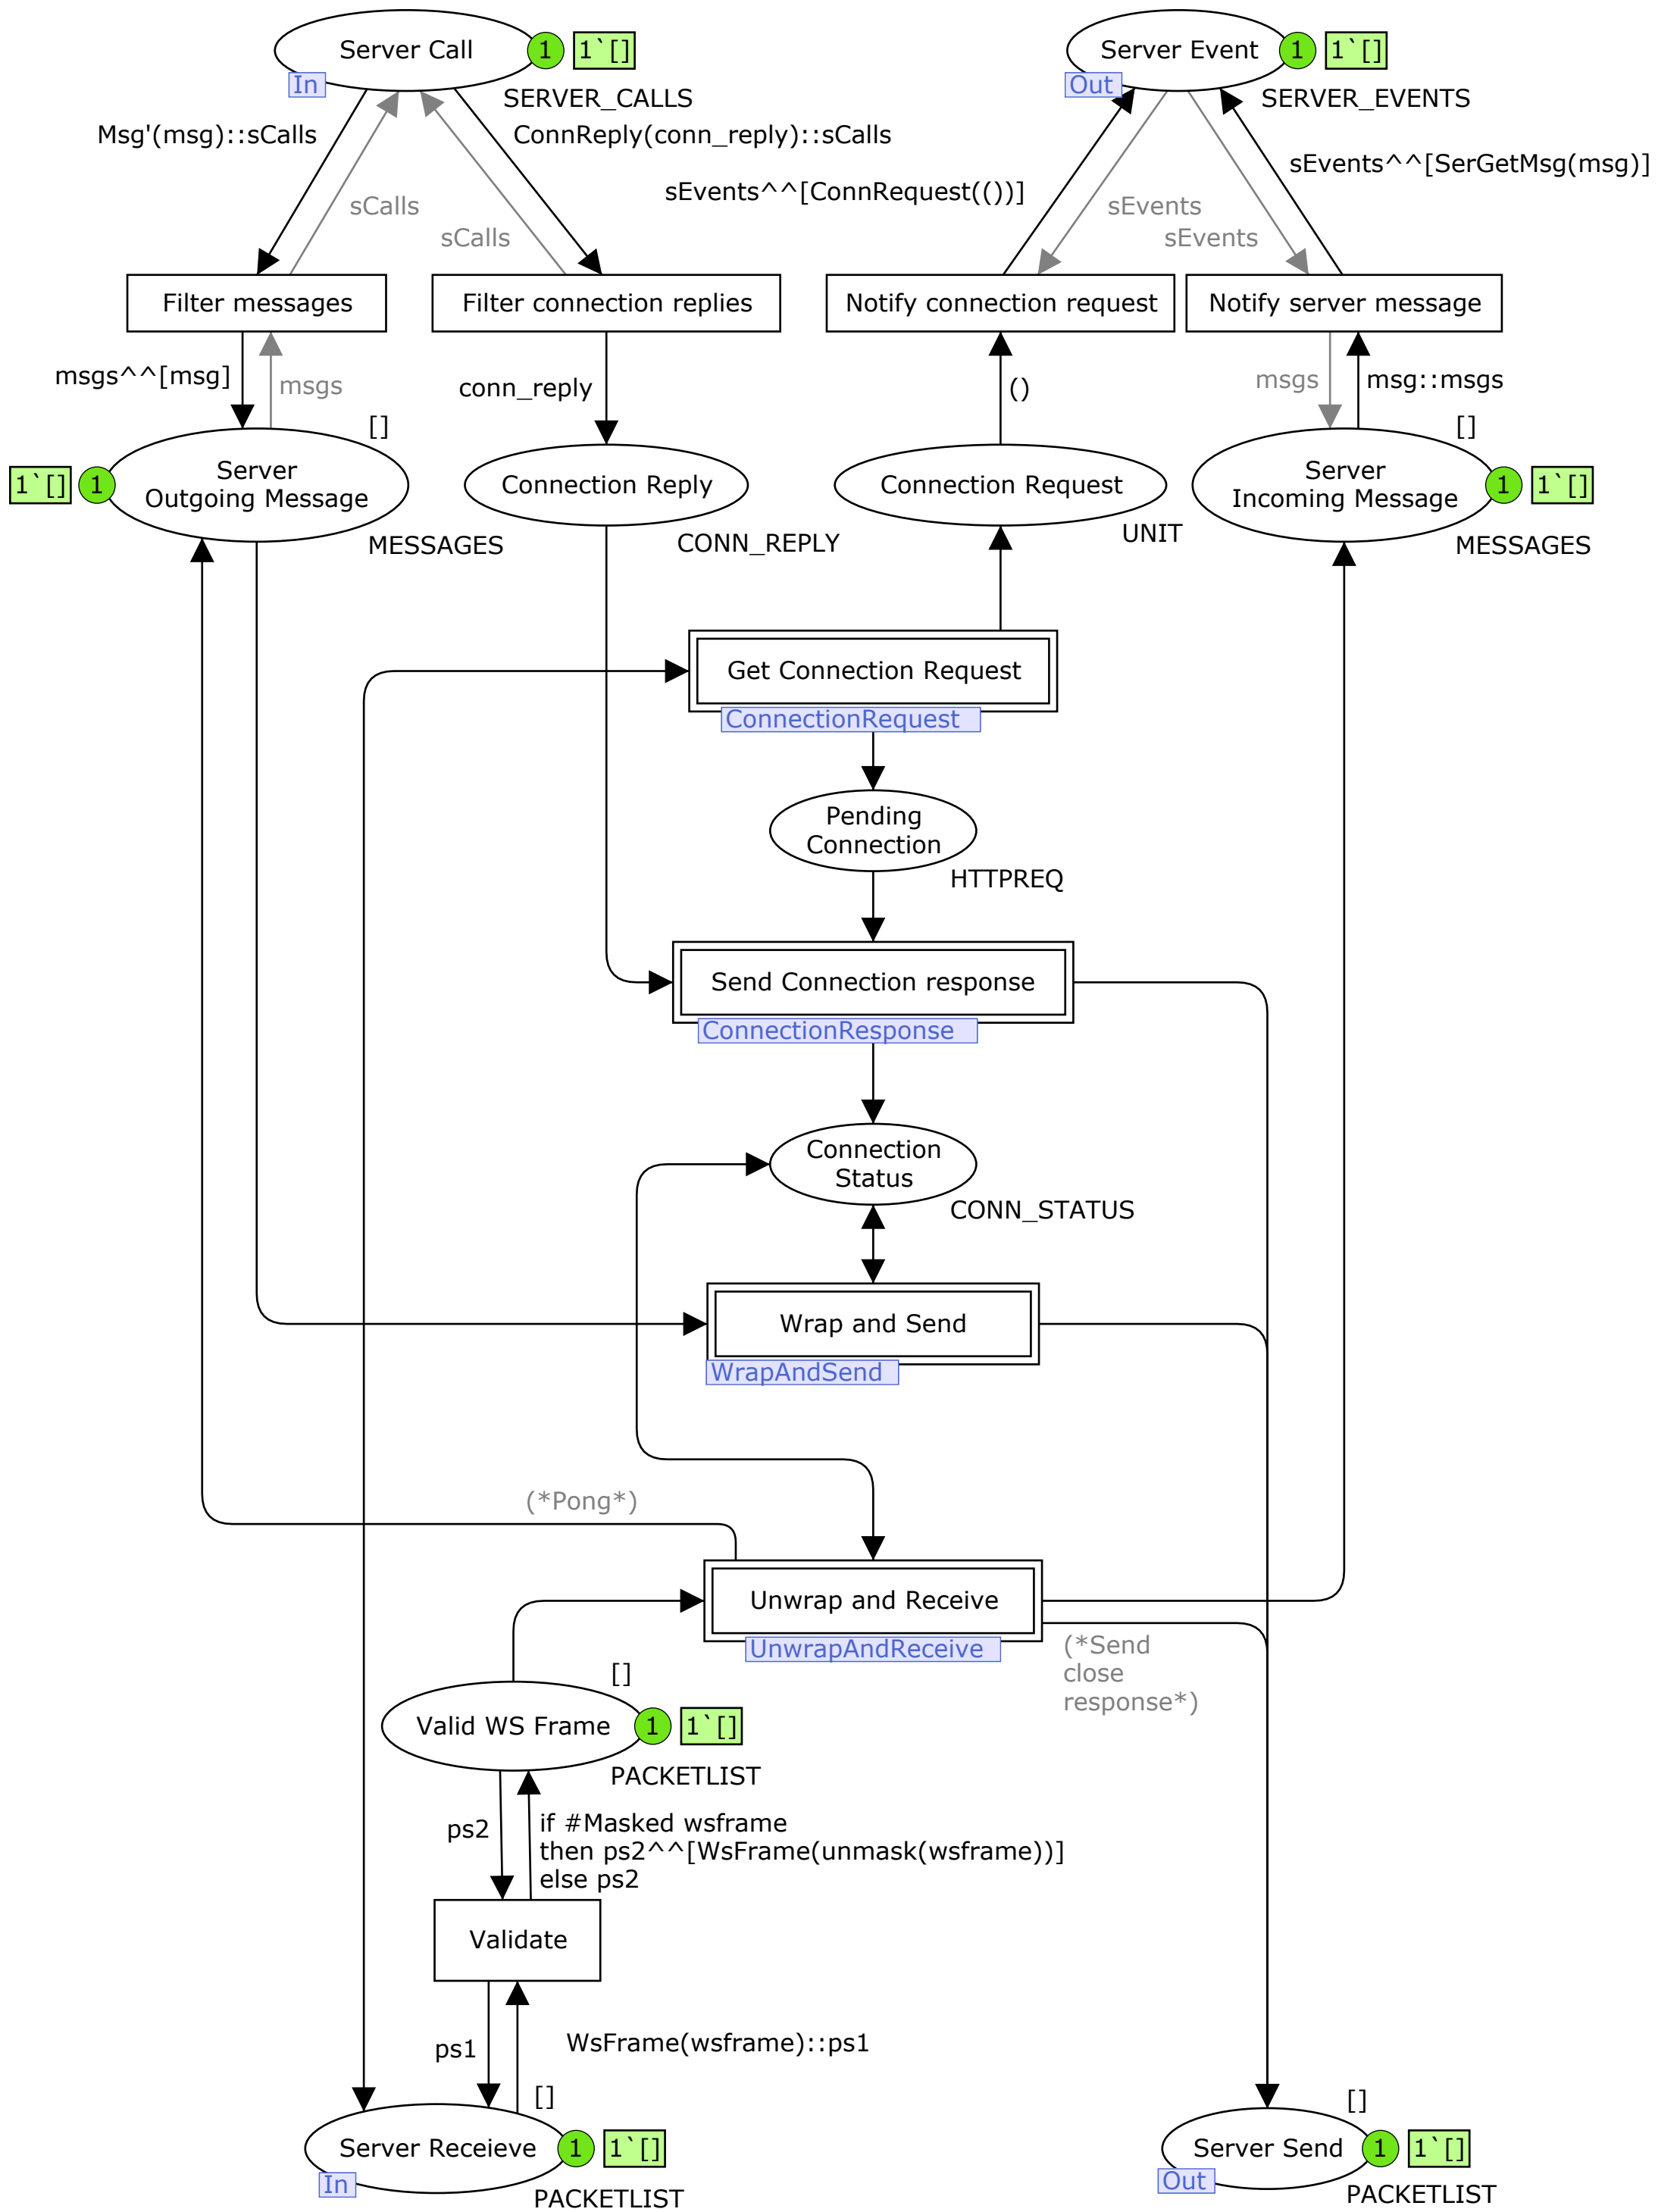 Server Call
1
1`[]
In
SERVER_CALLS
Server Event
1
1`[]
Out
SERVER_EVENTS
Msg'(msg)::sCalls
ConnReply(conn_reply)::sCalls
sEvents^^[ConnRequest(())]
sEvents^^[SerGetMsg(msg)]
sCalls
sCalls
sEvents
sEvents
Filter messages
Filter connection replies
Notify connection request
Notify server message
msgs^^[msg]
msgs
conn_reply
()
msgs
msg::msgs
[]
[]
1`[]
1
Server
Outgoing Message
MESSAGES
Connection Reply
CONN_REPLY
Connection Request
UNIT
Server
Incoming Message
1
1`[]
MESSAGES
Get Connection Request
ConnectionRequest
Pending
Connection
HTTPREQ
Send Connection response
ConnectionResponse
Connection
Status
CONN_STATUS
Wrap and Send
WrapAndSend
(*Pong*)
Unwrap and Receive
UnwrapAndReceive
(*Send
close
response*)
[]
Valid WS Frame
1
1`[]
PACKETLIST
ps2
if #Masked wsframe
then ps2^^[WsFrame(unmask(wsframe))]
else ps2
Validate
ps1
WsFrame(wsframe)::ps1
[]
Server Receieve
1
1`[]
In
PACKETLIST
[]
Server Send
1
1`[]
Out
PACKETLIST